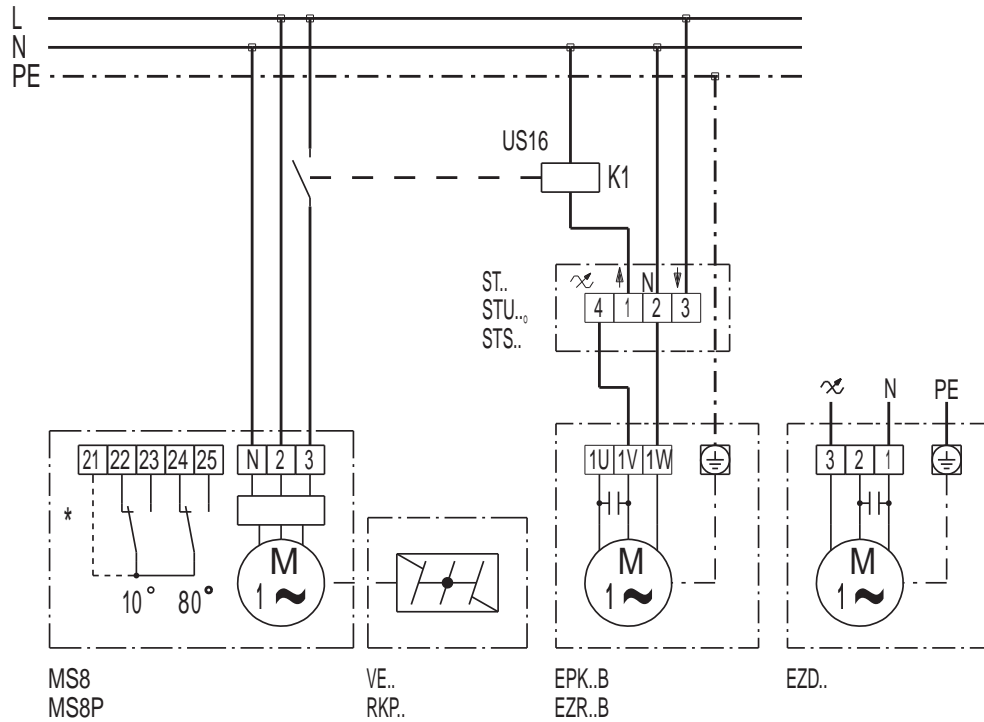 L
N
PE
US16
K1
ST..
STU..。
STS..
N
4 1 2 3
N PE
21 22 23 24 25 N 2 3
1U 1V 1W
3 2 1
*
M
1 ~
10° 80°
M
1 ~
M
1 ~
MS8
MS8P
VE..
RKP..
EPK..B
EZR..B
EZD..